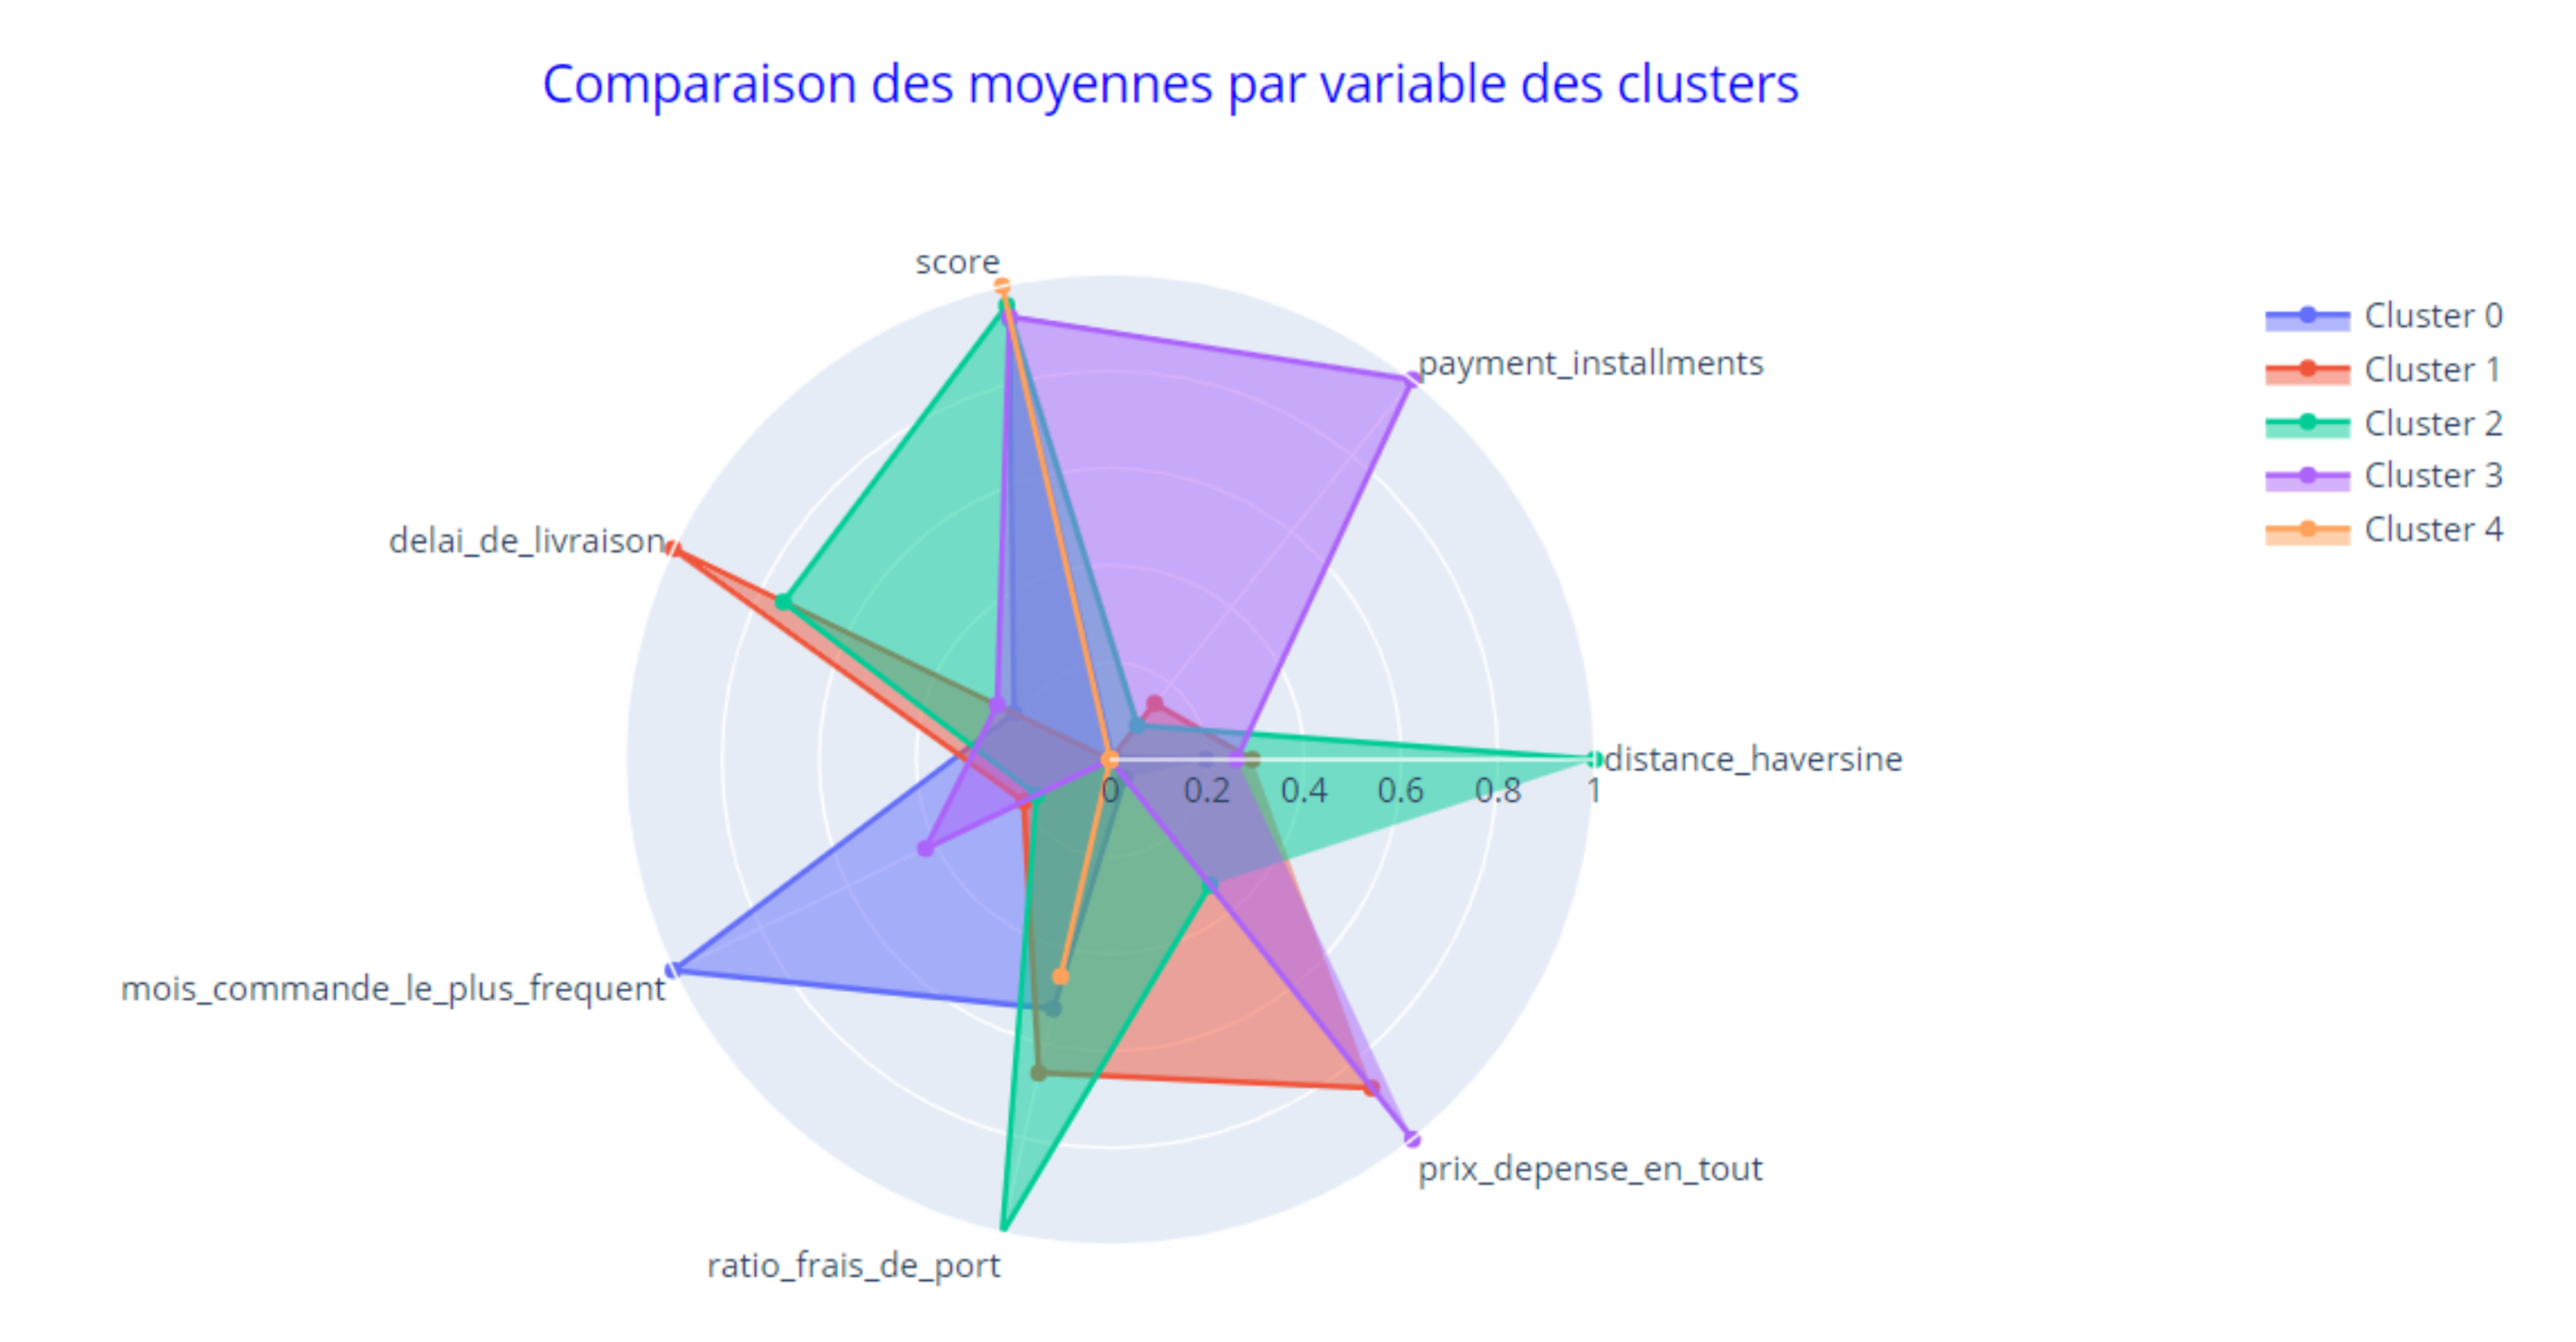 Comparaison des moyennes par variable des clusters
score
payment_installments
delai_de_livraison
distance_haversine
0 0.2 0.4 0.6 0.8 1
mois_commande_le_plus_frequent
prix_depense_en_tout
ratio_frais_de_port
Cluster 0
Cluster 1
Cluster 2
Cluster 3
Cluster 4